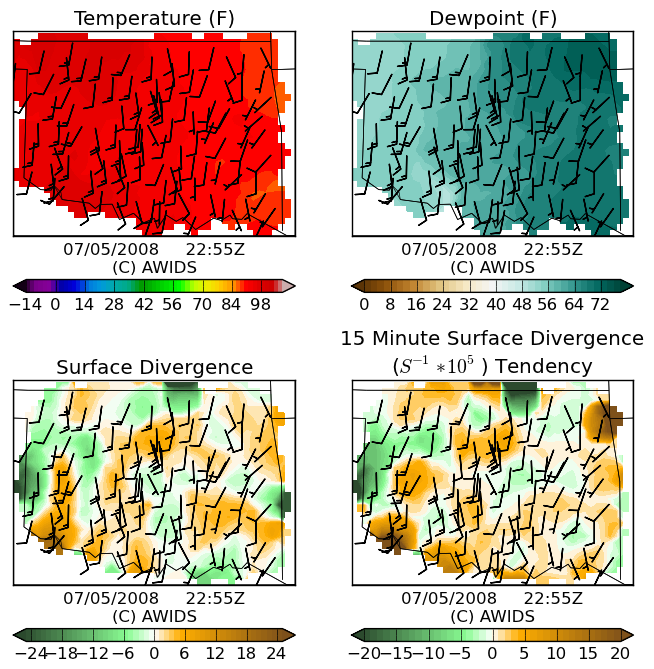 Temperature (F)
Dewpoint (F)
07/05/2008 22:55Z
(C) AWIDS
07/05/2008 22:55Z
(C) AWIDS
−14 0 14 28 42 56 70 84 98
0 8 16 24 32 40 48 56 64 72
Surface Divergence
15 Minute Surface Divergence
(S⁻¹ *10⁵ ) Tendency
07/05/2008 22:55Z
(C) AWIDS
07/05/2008 22:55Z
(C) AWIDS
−24 −18 −12 −6 0 6 12 18 24
−20 −15 −10 −5 0 5 10 15 20